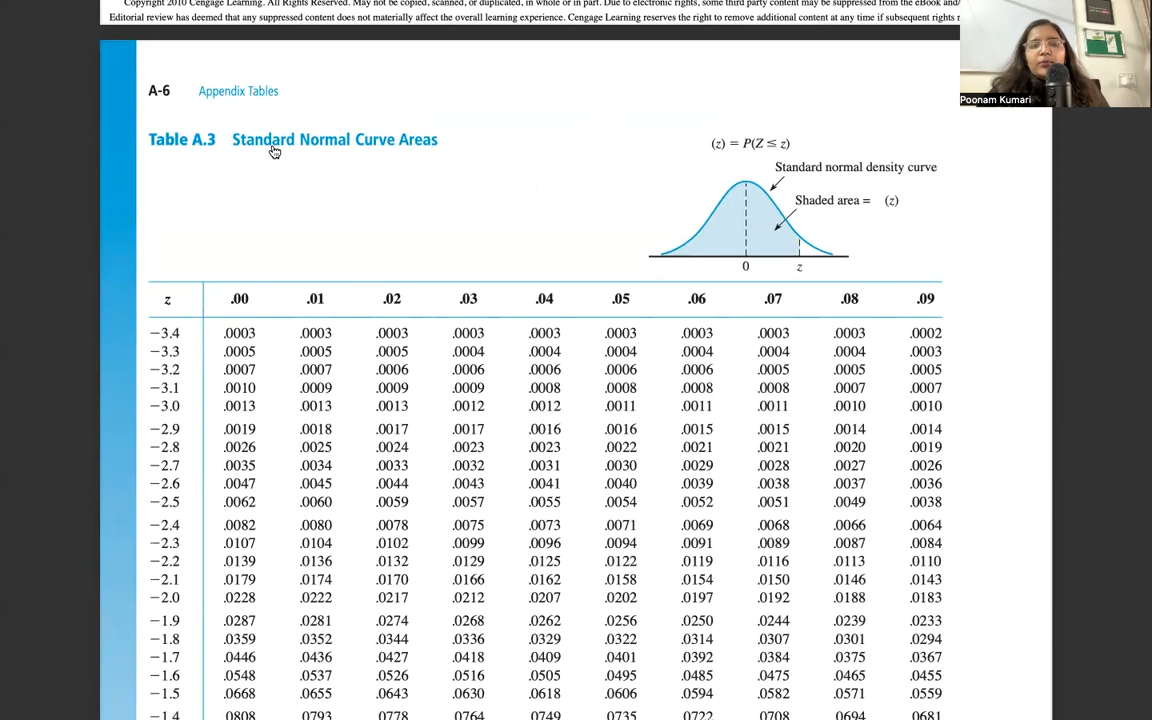 Copyright 2010 Cengage Learning. All Rights Reserved. May not be copied, scanned, or duplicated, in whole or in part. Due to electronic rights, some third party content may be suppressed from the eBook and/
Editorial review has deemed that any suppressed content does not materially affect the overall learning experience. Cengage Learning reserves the right to remove additional content at any time if subsequent rights r
Poonam Kumari
A-6 Appendix Tables
Table A.3 Standard Normal Curve Areas
(z) = P(Z ≤ z)
Standard normal density curve
Shaded area = (z)
0 z
z .00 .01 .02 .03 .04 .05 .06 .07 .08 .09
−3.4 .0003 .0003 .0003 .0003 .0003 .0003 .0003 .0003 .0003 .0002
−3.3 .0005 .0005 .0005 .0004 .0004 .0004 .0004 .0004 .0004 .0003
−3.2 .0007 .0007 .0006 .0006 .0006 .0006 .0006 .0005 .0005 .0005
−3.1 .0010 .0009 .0009 .0009 .0008 .0008 .0008 .0008 .0007 .0007
−3.0 .0013 .0013 .0013 .0012 .0012 .0011 .0011 .0011 .0010 .0010
−2.9 .0019 .0018 .0017 .0017 .0016 .0016 .0015 .0015 .0014 .0014
−2.8 .0026 .0025 .0024 .0023 .0023 .0022 .0021 .0021 .0020 .0019
−2.7 .0035 .0034 .0033 .0032 .0031 .0030 .0029 .0028 .0027 .0026
−2.6 .0047 .0045 .0044 .0043 .0041 .0040 .0039 .0038 .0037 .0036
−2.5 .0062 .0060 .0059 .0057 .0055 .0054 .0052 .0051 .0049 .0038
−2.4 .0082 .0080 .0078 .0075 .0073 .0071 .0069 .0068 .0066 .0064
−2.3 .0107 .0104 .0102 .0099 .0096 .0094 .0091 .0089 .0087 .0084
−2.2 .0139 .0136 .0132 .0129 .0125 .0122 .0119 .0116 .0113 .0110
−2.1 .0179 .0174 .0170 .0166 .0162 .0158 .0154 .0150 .0146 .0143
−2.0 .0228 .0222 .0217 .0212 .0207 .0202 .0197 .0192 .0188 .0183
−1.9 .0287 .0281 .0274 .0268 .0262 .0256 .0250 .0244 .0239 .0233
−1.8 .0359 .0352 .0344 .0336 .0329 .0322 .0314 .0307 .0301 .0294
−1.7 .0446 .0436 .0427 .0418 .0409 .0401 .0392 .0384 .0375 .0367
−1.6 .0548 .0537 .0526 .0516 .0505 .0495 .0485 .0475 .0465 .0455
−1.5 .0668 .0655 .0643 .0630 .0618 .0606 .0594 .0582 .0571 .0559
−1.4 .0808 .0793 .0778 .0764 .0749 .0735 .0722 .0708 .0694 .0681